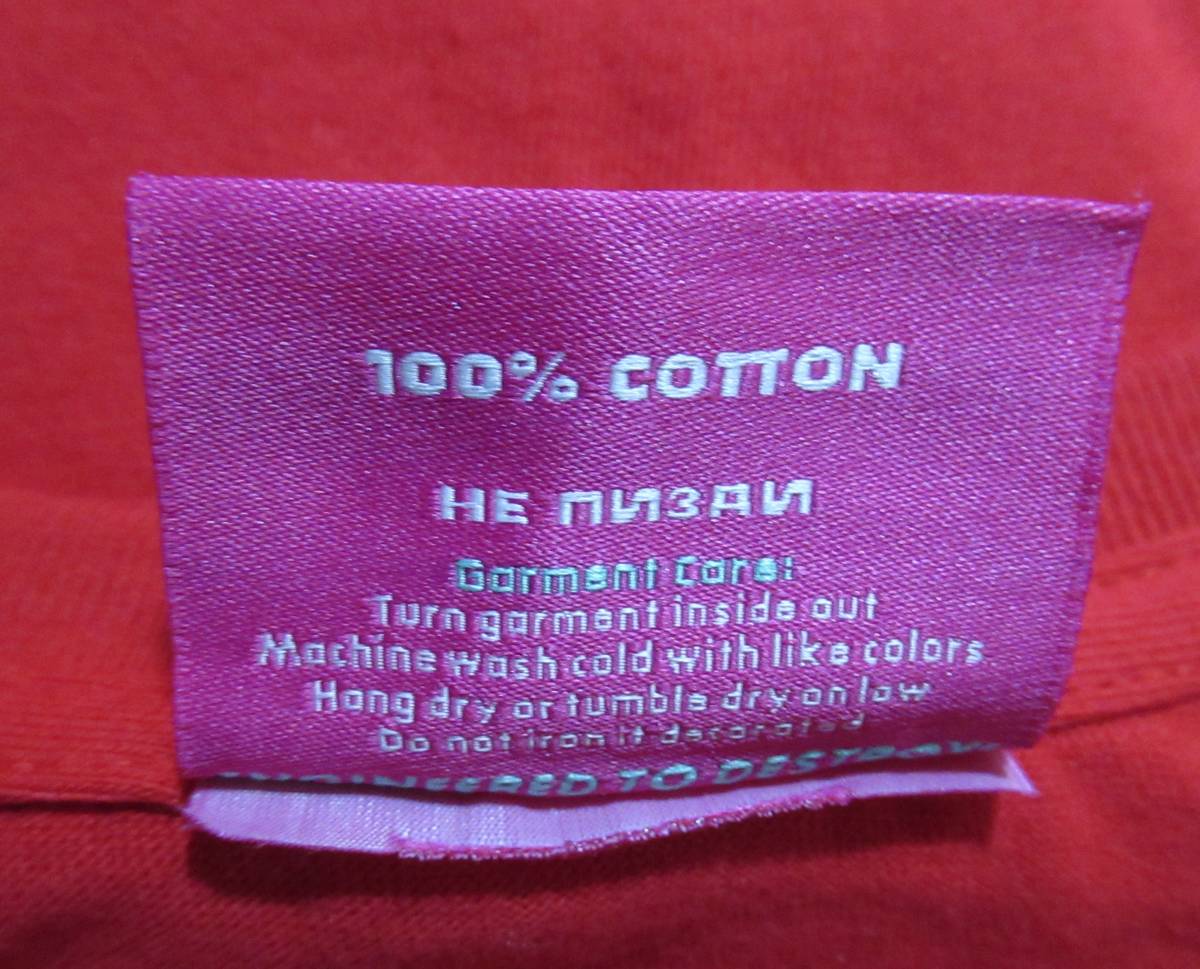 100% COTTON
НЕ ПИЗДИ
Garment Care:
Turn garment inside out
Machine wash cold with like colors
Hang dry or tumble dry on low
Do not iron if decorated
ENGINEERED TO DESTROY.